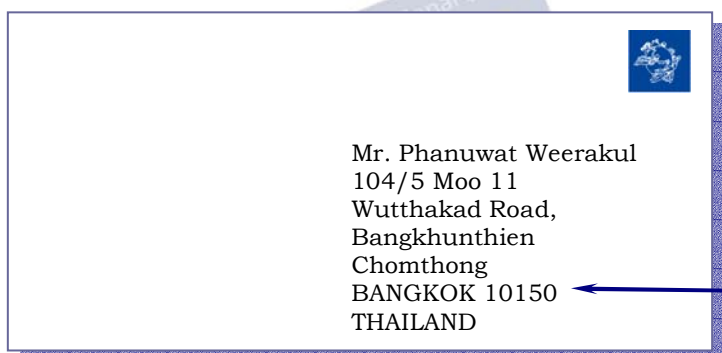 Mr. Phanuwat Weerakul
104/5 Moo 11
Wutthakad Road,
Bangkhunthien
Chomthong
BANGKOK 10150
THAILAND